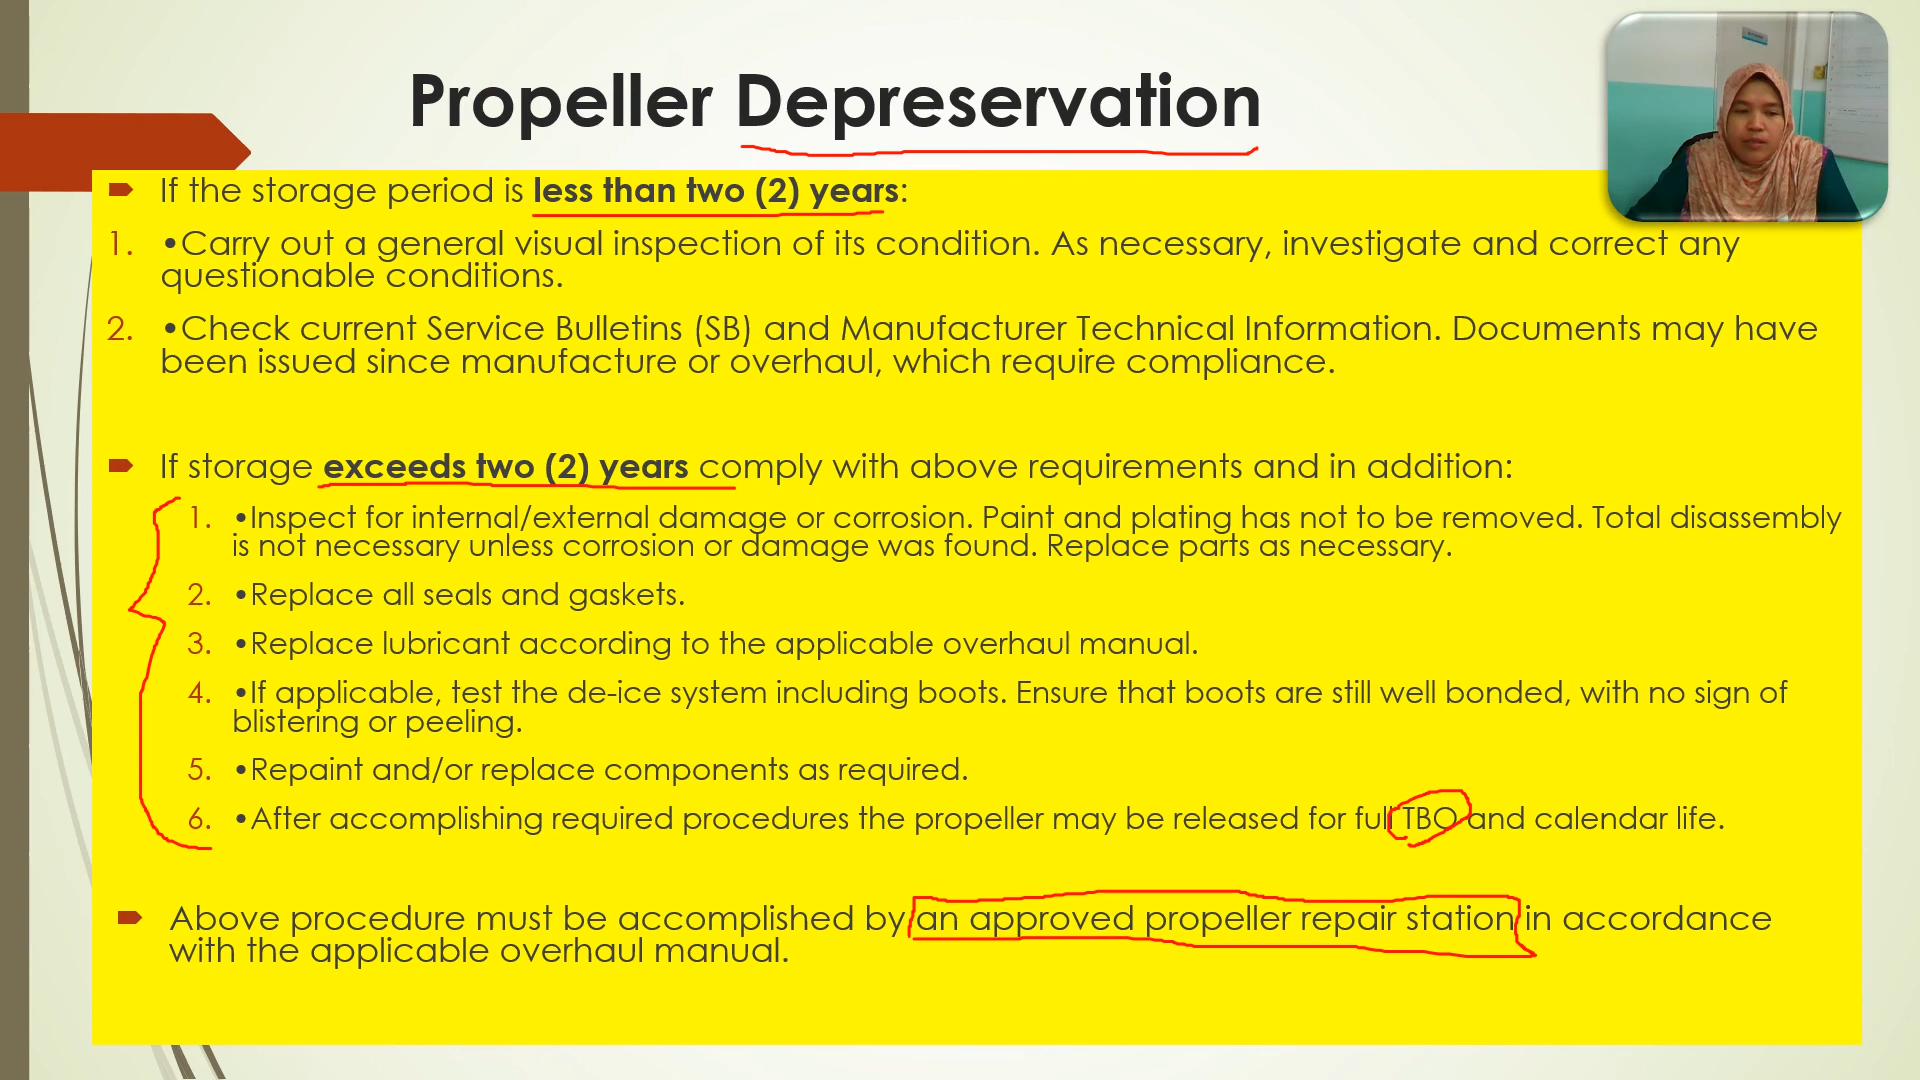 Propeller Depreservation
If the storage period is less than two (2) years:
1. •Carry out a general visual inspection of its condition. As necessary, investigate and correct any
questionable conditions.
2. •Check current Service Bulletins (SB) and Manufacturer Technical Information. Documents may have
been issued since manufacture or overhaul, which require compliance.
If storage exceeds two (2) years comply with above requirements and in addition:
1. •Inspect for internal/external damage or corrosion. Paint and plating has not to be removed. Total disassembly
is not necessary unless corrosion or damage was found. Replace parts as necessary.
2. •Replace all seals and gaskets.
3. •Replace lubricant according to the applicable overhaul manual.
4. •If applicable, test the de-ice system including boots. Ensure that boots are still well bonded, with no sign of
blistering or peeling.
5. •Repaint and/or replace components as required.
6. •After accomplishing required procedures the propeller may be released for full TBO and calendar life.
Above procedure must be accomplished by an approved propeller repair station in accordance
with the applicable overhaul manual.